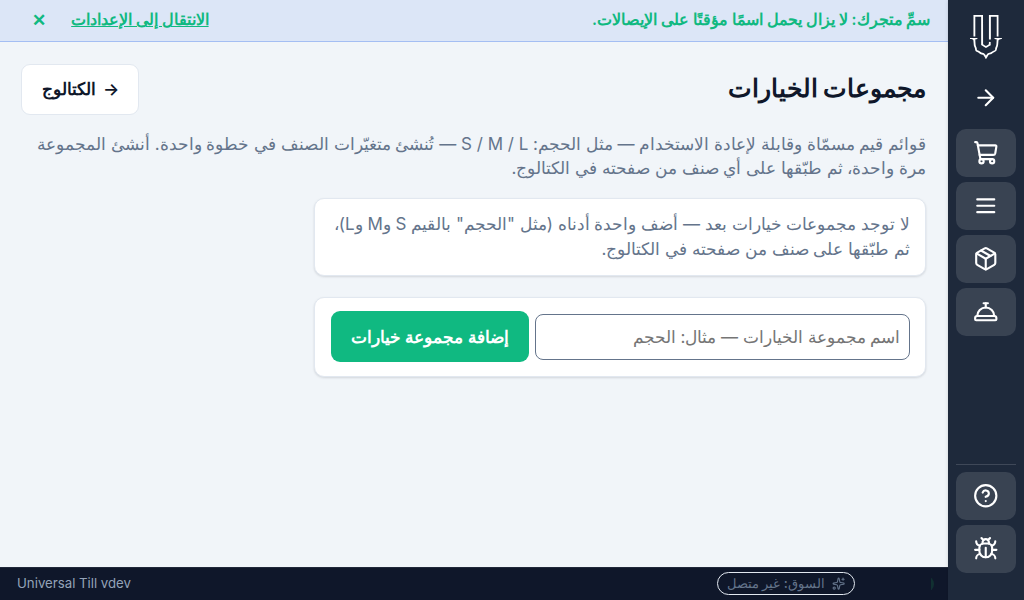 سمِّ متجرك: لا يزال يحمل اسمًا مؤقتًا على الإيصالات.
الانتقال إلى الإعدادات
✕
مجموعات الخيارات
→ الكتالوج
قوائم قيم مسمّاة وقابلة لإعادة الاستخدام — مثل الحجم: S / M / L — تُنشئ متغيّرات الصنف في خطوة واحدة. أنشئ المجموعة
مرة واحدة، ثم طبّقها على أي صنف من صفحته في الكتالوج.
لا توجد مجموعات خيارات بعد — أضف واحدة أدناه (مثل "الحجم" بالقيم S وM وL)،
ثم طبّقها على صنف من صفحته في الكتالوج.
اسم مجموعة الخيارات — مثال: الحجم
إضافة مجموعة خيارات
السوق: غير متصل
Universal Till vdev